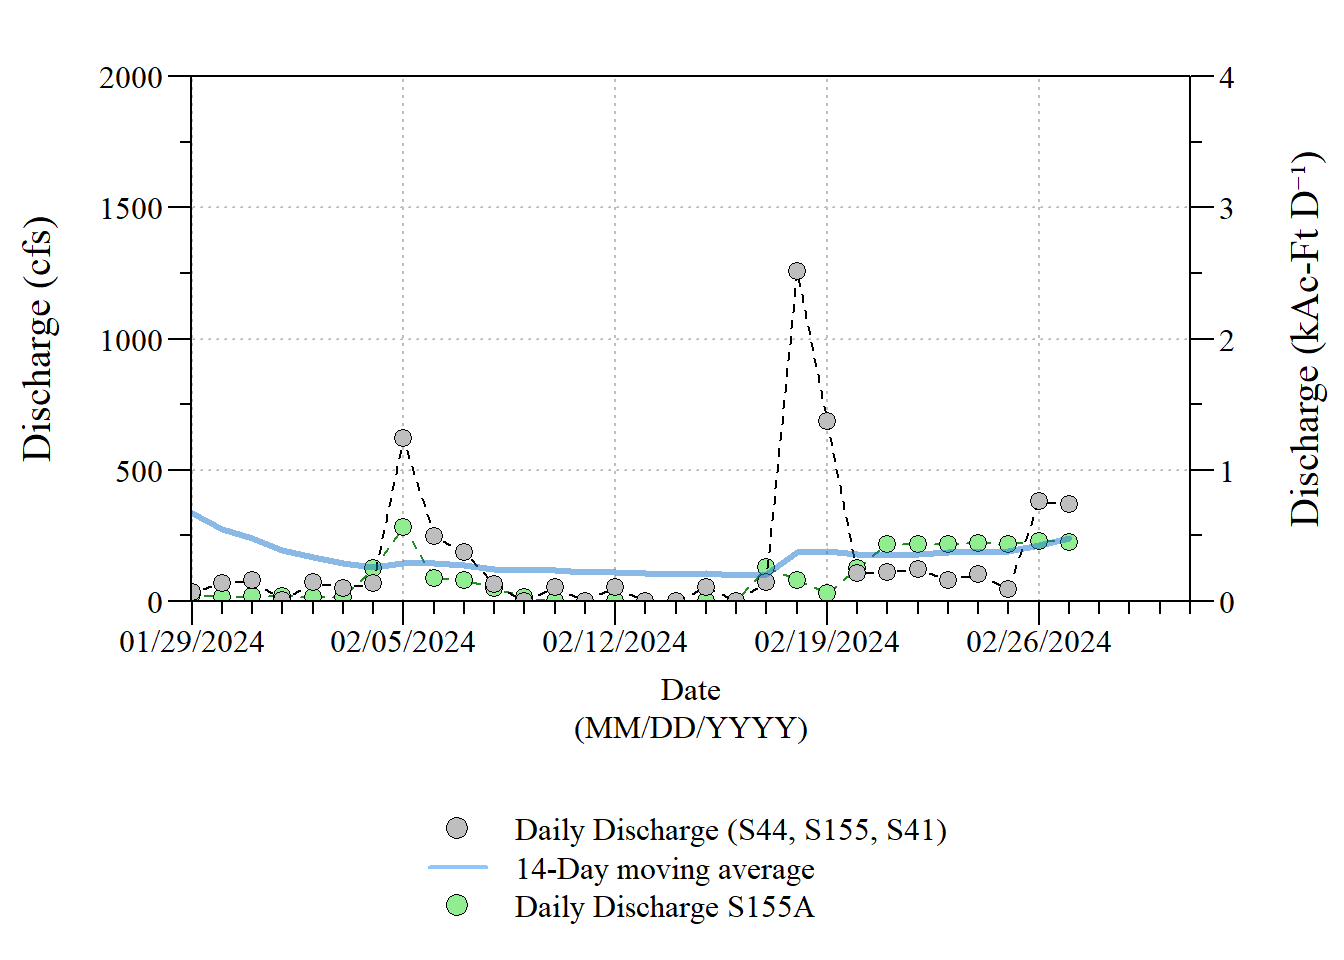 2000
1500
1000
500
0
Discharge (cfs)
4
3
2
1
0
Discharge (kAc-Ft D⁻¹)
01/29/2024 02/05/2024 02/12/2024 02/19/2024 02/26/2024
Date
(MM/DD/YYYY)
Daily Discharge (S44, S155, S41)
14-Day moving average
Daily Discharge S155A